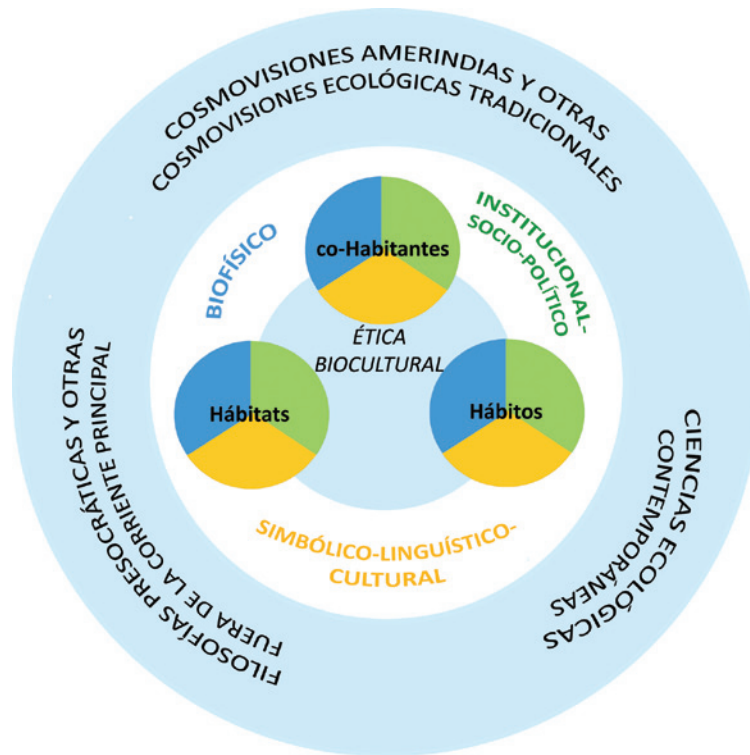 COSMOVISIONES AMERINDIAS Y OTRAS
COSMOVISIONES ECOLÓGICAS TRADICIONALES
BIOFÍSICO
INSTITUCIONAL-
SOCIO-POLÍTICO
co-Habitantes
ÉTICA
BIOCULTURAL
Hábitats
Hábitos
SIMBÓLICO-LINGUÍSTICO-
CULTURAL
FILOSOFÍAS PRESOCRÁTICAS Y OTRAS
FUERA DE LA CORRIENTE PRINCIPAL
CIENCIAS ECOLÓGICAS
CONTEMPORÁNEAS